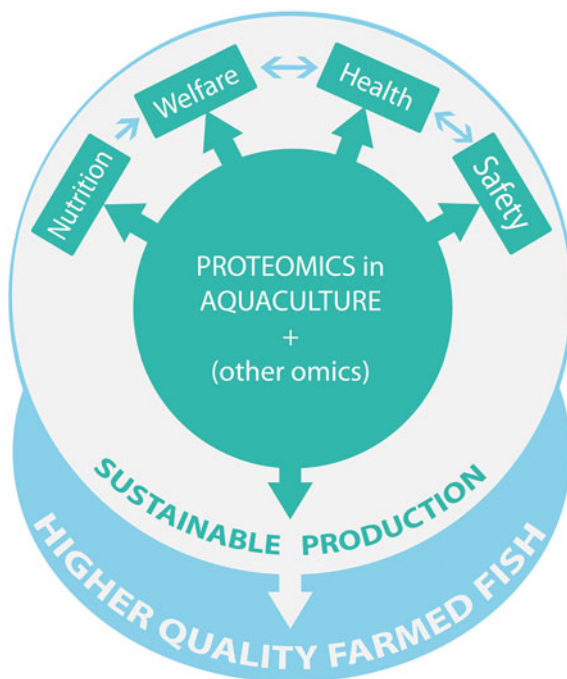 Nutrition
Welfare
Health
Safety
PROTEOMICS in
AQUACULTURE
+
(other omics)
SUSTAINABLE PRODUCTION
HIGHER QUALITY FARMED FISH